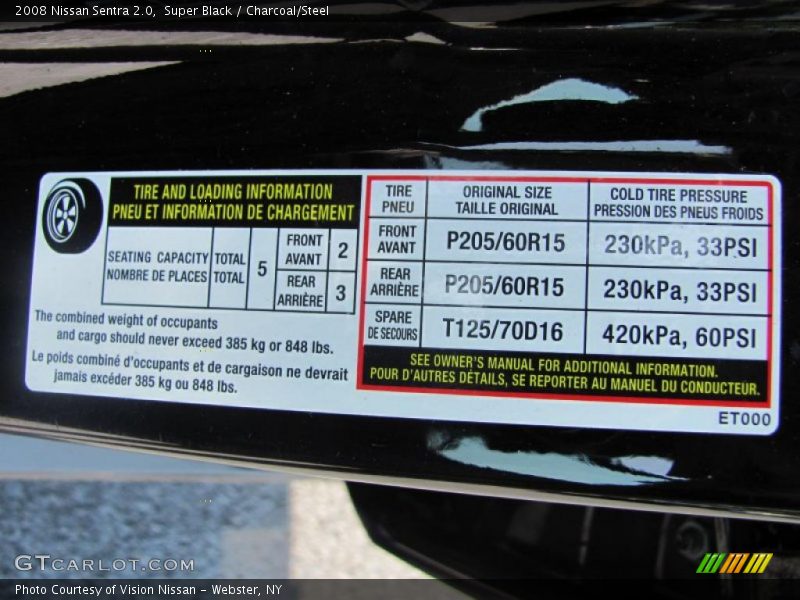 2008 Nissan Sentra 2.0, Super Black / Charcoal/Steel
TIRE AND LOADING INFORMATION
PNEU ET INFORMATION DE CHARGEMENT
SEATING CAPACITY
NOMBRE DE PLACES
TOTAL
TOTAL
5
FRONT
AVANT
2
REAR
ARRIÈRE
3
The combined weight of occupants
and cargo should never exceed 385 kg or 848 lbs.
Le poids combiné d'occupants et de cargaison ne devrait
jamais excéder 385 kg ou 848 lbs.
TIRE
PNEU
ORIGINAL SIZE
TAILLE ORIGINAL
COLD TIRE PRESSURE
PRESSION DES PNEUS FROIDS
FRONT
AVANT
P205/60R15
230kPa, 33PSI
REAR
ARRIÈRE
P205/60R15
230kPa, 33PSI
SPARE
DE SECOURS
T125/70D16
420kPa, 60PSI
SEE OWNER'S MANUAL FOR ADDITIONAL INFORMATION.
POUR D'AUTRES DÉTAILS, SE REPORTER AU MANUEL DU CONDUCTEUR.
ET000
GTCARLOT.COM
Photo Courtesy of Vision Nissan - Webster, NY